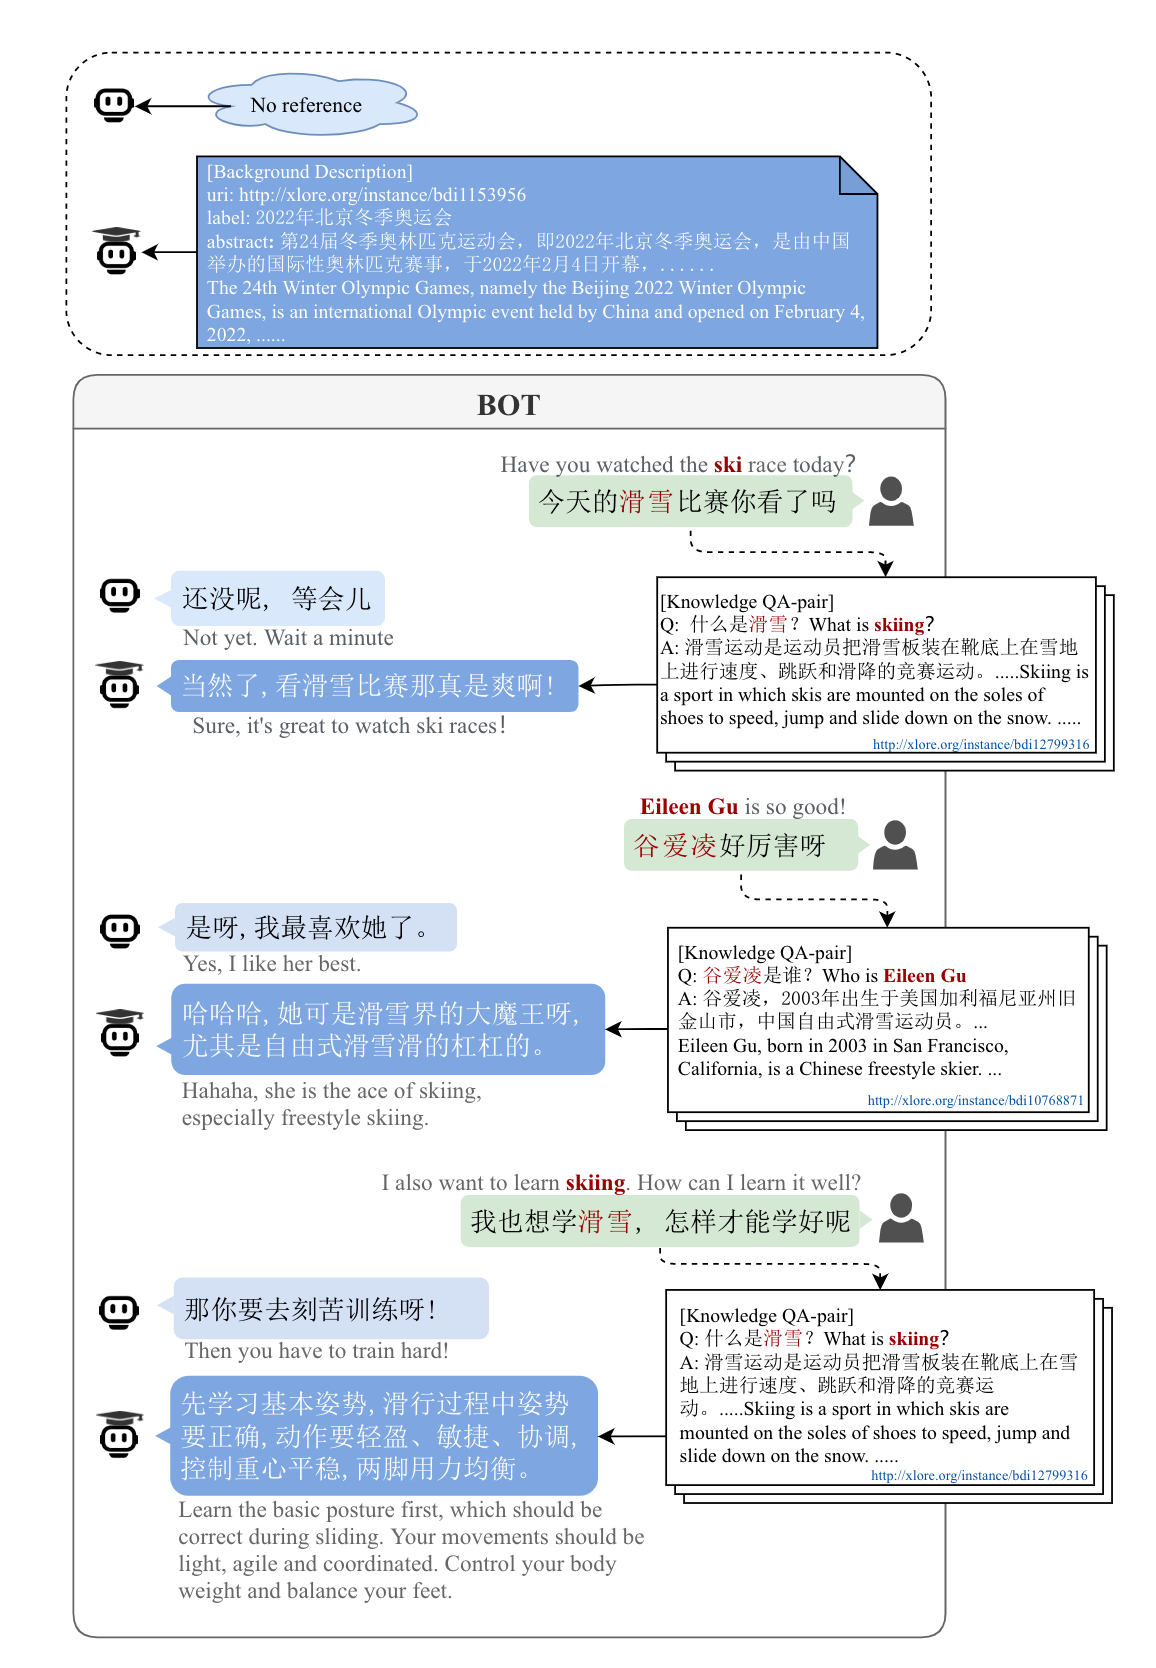 No reference
[Background Description]
uri: http://xlore.org/instance/bdi1153956
label: 2022年北京冬季奥运会
abstract: 第24届冬季奥林匹克运动会，即2022年北京冬季奥运会，是由中国
举办的国际性奥林匹克赛事，于2022年2月4日开幕，......
The 24th Winter Olympic Games, namely the Beijing 2022 Winter Olympic
Games, is an international Olympic event held by China and opened on February 4,
2022, ......
BOT
Have you watched the ski race today?
今天的滑雪比赛你看了吗
还没呢，等会儿
Not yet. Wait a minute
当然了,看滑雪比赛那真是爽啊！
Sure, it's great to watch ski races!
[Knowledge QA-pair]
Q: 什么是滑雪？What is skiing?
A: 滑雪运动是运动员把滑雪板装在靴底上在雪地
上进行速度、跳跃和滑降的竞赛运动。.....Skiing is
a sport in which skis are mounted on the soles of
shoes to speed, jump and slide down on the snow. .....
http://xlore.org/instance/bdi12799316
Eileen Gu is so good!
谷爱凌好厉害呀
是呀,我最喜欢她了。
Yes, I like her best.
哈哈哈,她可是滑雪界的大魔王呀,
尤其是自由式滑雪滑的杠杠的。
Hahaha, she is the ace of skiing,
especially freestyle skiing.
[Knowledge QA-pair]
Q: 谷爱凌是谁？Who is Eileen Gu
A: 谷爱凌，2003年出生于美国加利福尼亚州旧
金山市，中国自由式滑雪运动员。...
Eileen Gu, born in 2003 in San Francisco,
California, is a Chinese freestyle skier. ...
http://xlore.org/instance/bdi10768871
I also want to learn skiing. How can I learn it well?
我也想学滑雪，怎样才能学好呢
那你要去刻苦训练呀！
Then you have to train hard!
先学习基本姿势,滑行过程中姿势
要正确,动作要轻盈、敏捷、协调,
控制重心平稳,两脚用力均衡。
Learn the basic posture first, which should be
correct during sliding. Your movements should be
light, agile and coordinated. Control your body
weight and balance your feet.
[Knowledge QA-pair]
Q: 什么是滑雪？What is skiing?
A: 滑雪运动是运动员把滑雪板装在靴底上在雪
地上进行速度、跳跃和滑降的竞赛运
动。.....Skiing is a sport in which skis are
mounted on the soles of shoes to speed, jump and
slide down on the snow. .....
http://xlore.org/instance/bdi12799316